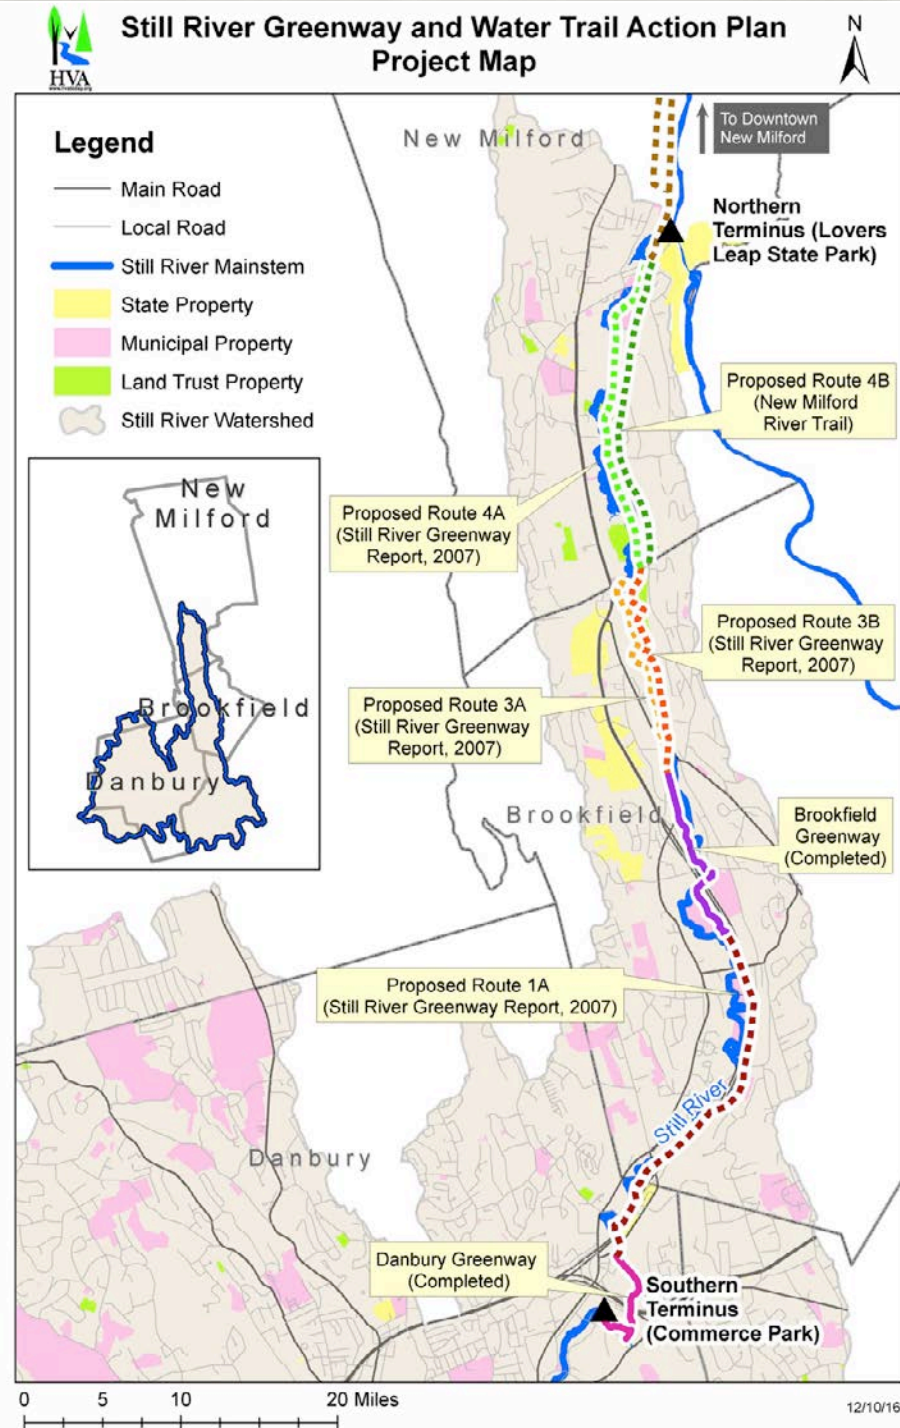 Still River Greenway and Water Trail Action Plan
Project Map
HVA
N
To Downtown
New Milford
New Milford
Legend
Main Road
Local Road
Still River Mainstem
State Property
Municipal Property
Land Trust Property
Still River Watershed
Northern
Terminus (Lovers
Leap State Park)
Proposed Route 4B
(New Milford
River Trail)
New
Milford
Brookfield
Danbury
Proposed Route 4A
(Still River Greenway
Report, 2007)
Proposed Route 3B
(Still River Greenway
Report, 2007)
Proposed Route 3A
(Still River Greenway
Report, 2007)
Brookfield
Brookfield
Greenway
(Completed)
Proposed Route 1A
(Still River Greenway Report, 2007)
Still River
Danbury
Danbury Greenway
(Completed)
Southern
Terminus
(Commerce Park)
0 5 10 20 Miles
12/10/16